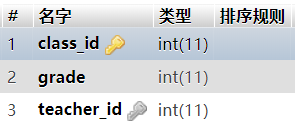 # 名字 类型 排序规则
1 class_id int(11)
2 grade int(11)
3 teacher_id int(11)